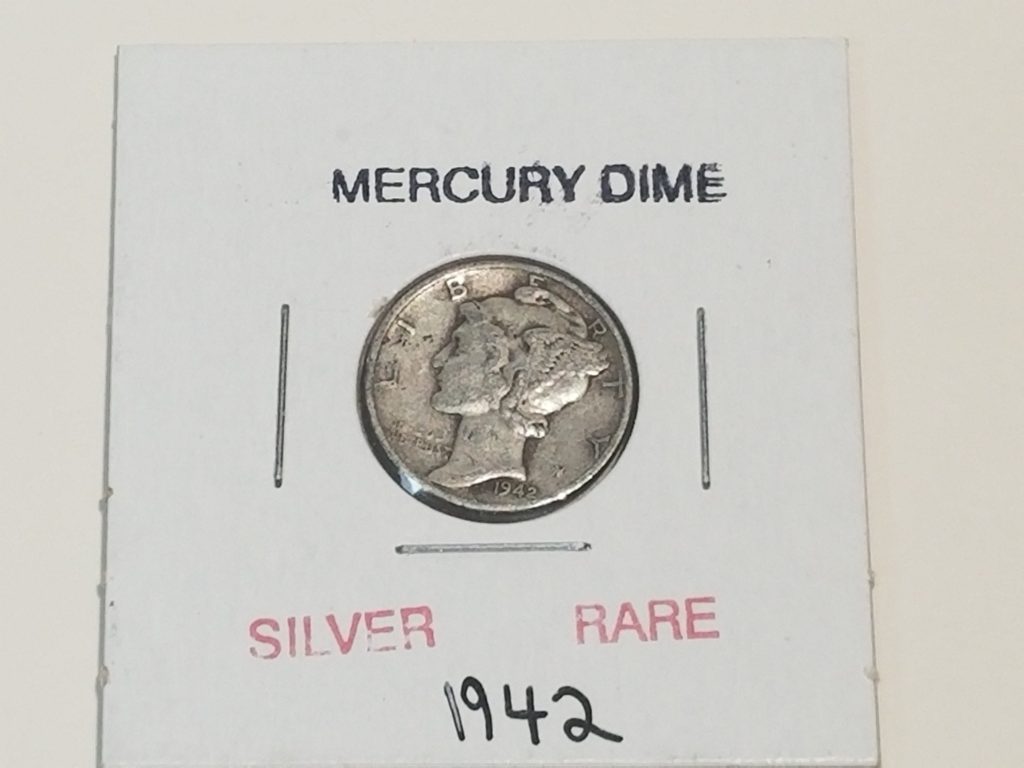 MERCURY DIME
LIBERTY
1942
SILVER RARE
1942